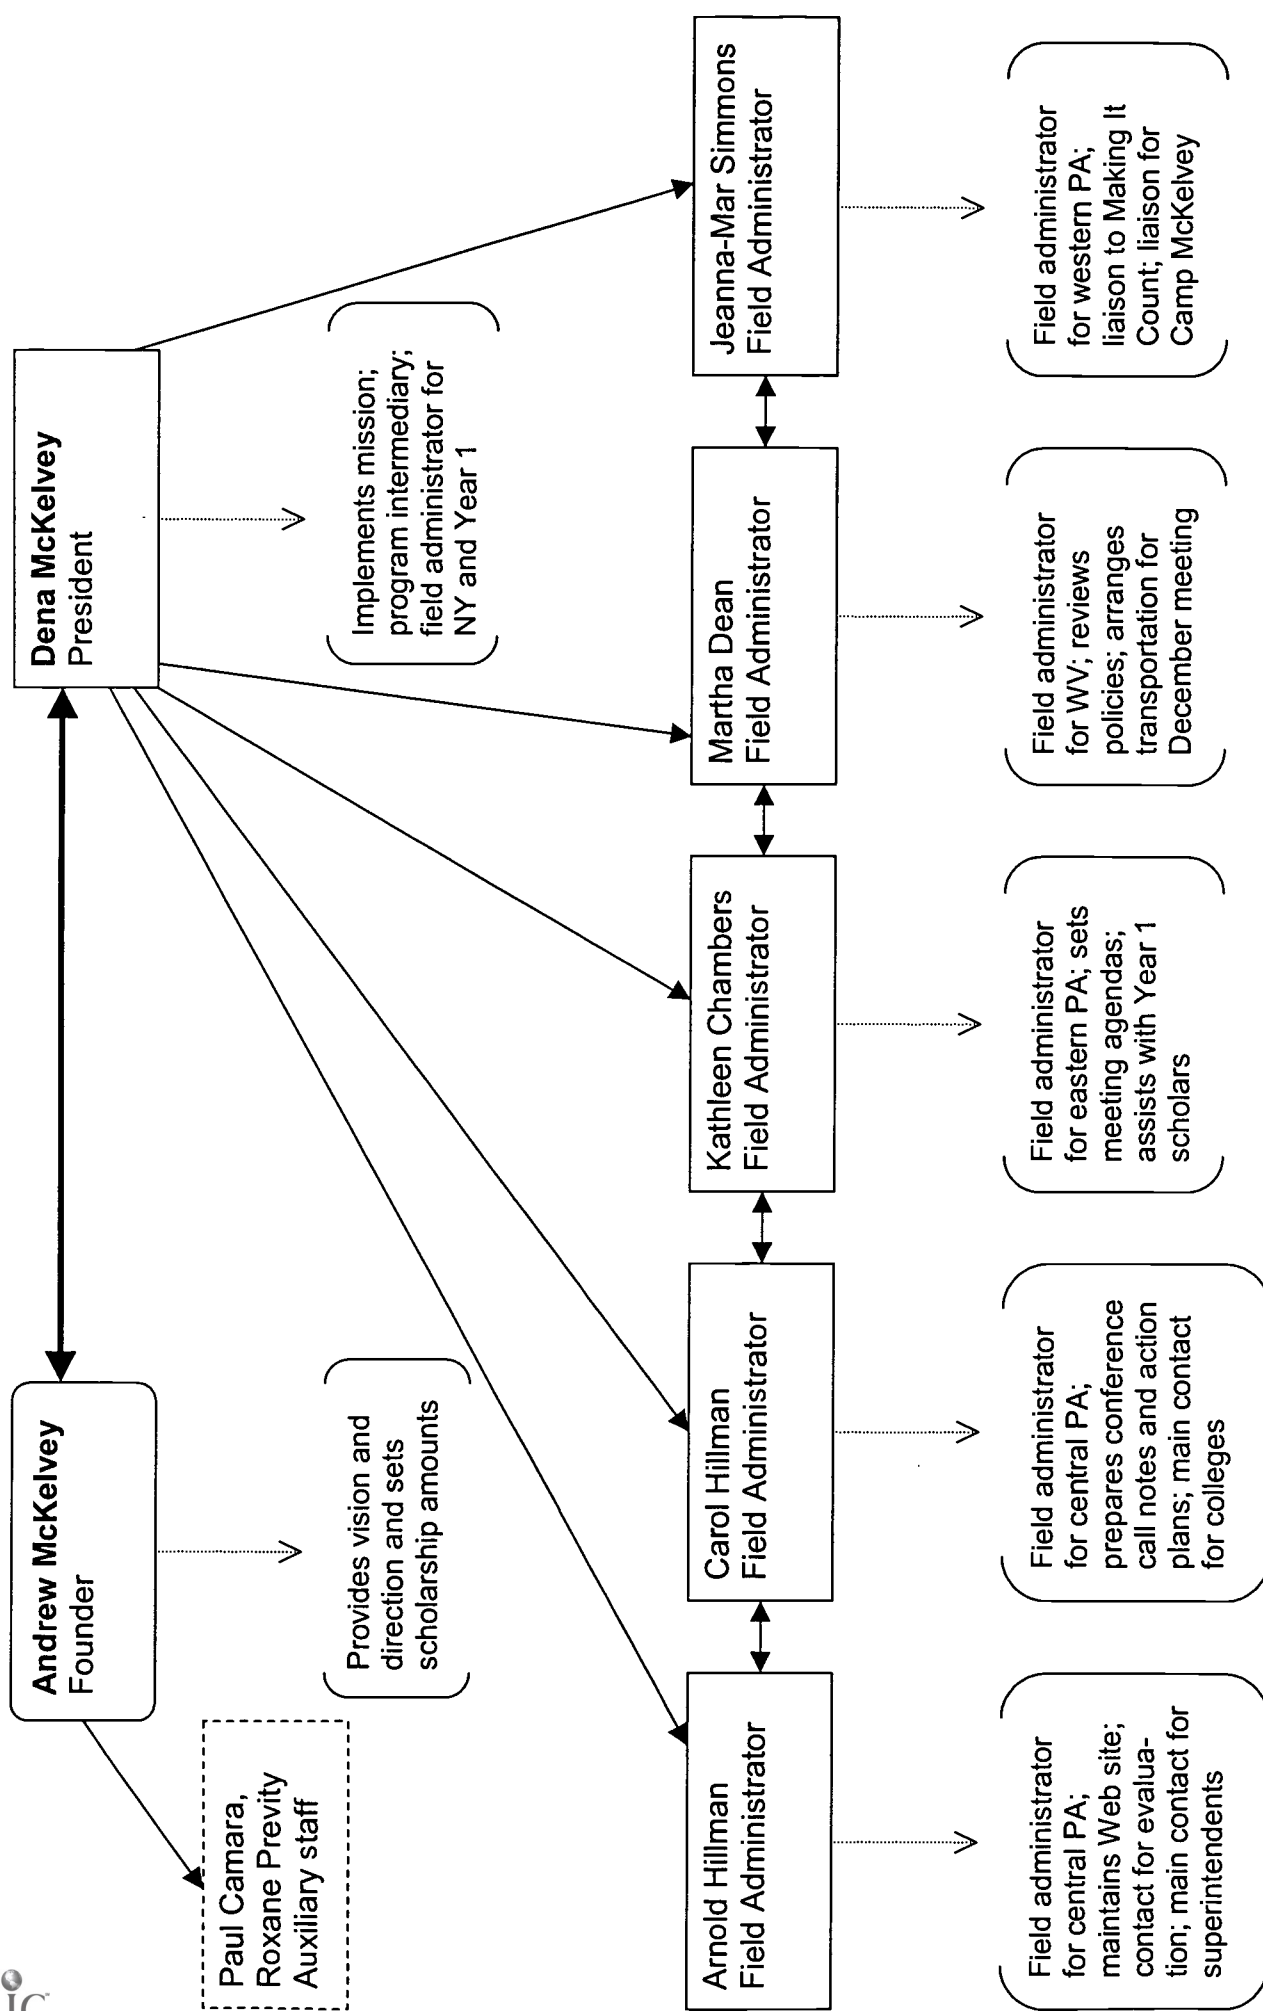 Andrew McKelvey
Founder
Dena McKelvey
President
Paul Camara,
Roxane Previty
Auxiliary staff
Provides vision and
direction and sets
scholarship amounts
Implements mission;
program intermediary;
field administrator for
NY and Year 1
Arnold Hillman
Field Administrator
Carol Hillman
Field Administrator
Kathleen Chambers
Field Administrator
Martha Dean
Field Administrator
Jeanna-Mar Simmons
Field Administrator
Field administrator
for central PA;
maintains Web site;
contact for evalua-
tion; main contact for
superintendents
Field administrator
for central PA;
prepares conference
call notes and action
plans; main contact
for colleges
Field administrator
for eastern PA; sets
meeting agendas;
assists with Year 1
scholars
Field administrator
for WV; reviews
policies; arranges
transportation for
December meeting
Field administrator
for western PA;
liaison to Making It
Count; liaison for
Camp McKelvey